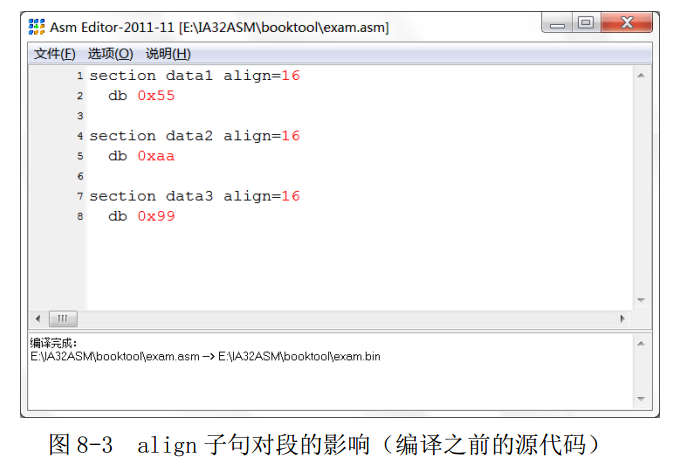 Asm Editor-2011-11 [E:\IA32ASM\booktool\exam.asm]
文件(F) 选项(O) 说明(H)
1 section data1 align=16
2 db 0x55
3
4 section data2 align=16
5 db 0xaa
6
7 section data3 align=16
8 db 0x99
编译完成:
E:\IA32ASM\booktool\exam.asm --> E:\IA32ASM\booktool\exam.bin
图 8-3 align 子句对段的影响（编译之前的源代码）